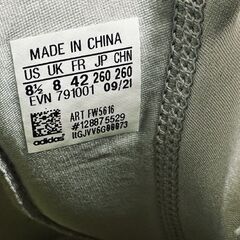 MADE IN CHINA
US UK FR JP CHN
8½ 8 42 260 260
EVN 791001 09/21
ART FW5616
#128875529
adidas